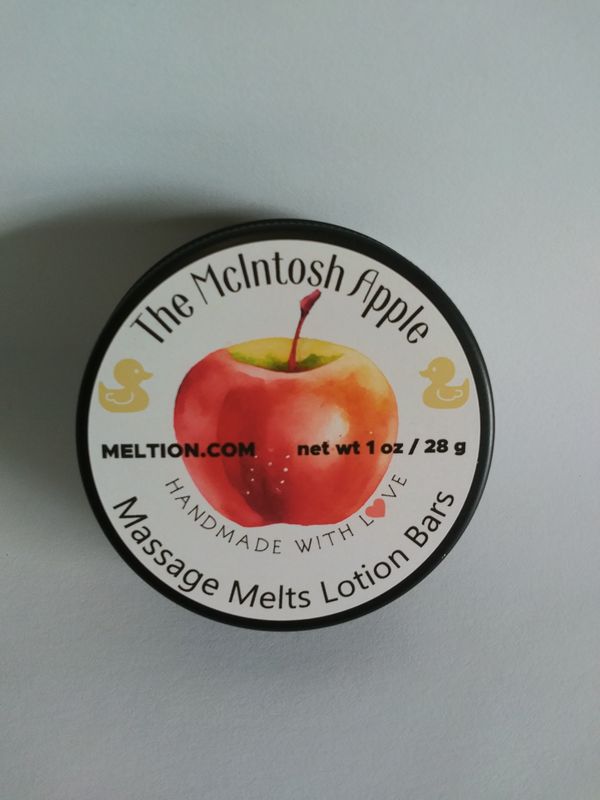 The McIntosh Apple
MELTION.COM net wt 1 oz / 28 g
HANDMADE WITH LOVE
Massage Melts Lotion Bars